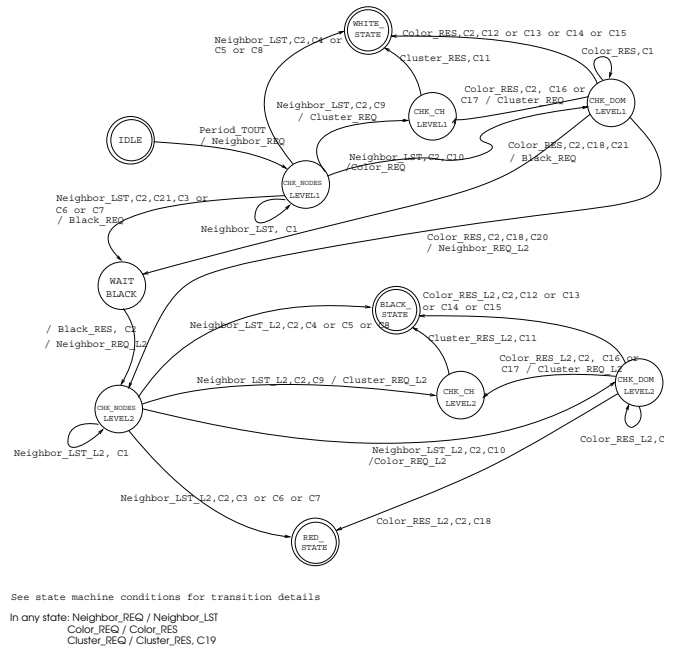 WHITE_
STATE
Neighbor_LST,C2,C4 or
C5 or C8
Color_RES,C2,C12 or C13 or C14 or C15
Cluster_RES,C11
Color_RES,C1
Color_RES,C2, C16 or
C17 / Cluster_REQ
Neighbor_LST,C2,C9
/ Cluster_REQ
CHK_CH
LEVEL1
CHK_DOM
LEVEL1
IDLE
Period_TOUT
/ Neighbor_REQ
Neighbor_LST,C2,C10
/Color_REQ
Color_RES,C2,C18,C21
/ Black_REQ
CHK_NODES
LEVEL1
Neighbor_LST,C2,C21,C3 or
C6 or C7
/ Black_REQ
Neighbor_LST, C1
Color_RES,C2,C18,C20
/ Neighbor_REQ_L2
WAIT
BLACK
BLACK_
STATE
Color_RES_L2,C2,C12 or C13
or C14 or C15
/ Black_RES, C2
/ Neighbor_REQ_L2
Neighbor_LST_L2,C2,C4 or C5 or C8
Cluster_RES_L2,C11
Color_RES_L2,C2, C16 or
C17 / Cluster_REQ_L2
Neighbor_LST_L2,C2,C9 / Cluster_REQ_L2
CHK_CH
LEVEL2
CHK_DOM
LEVEL2
CHK_NODES
LEVEL2
Color_RES_L2,C
Neighbor_LST_L2, C1
Neighbor_LST_L2,C2,C10
/Color_REQ_L2
Neighbor_LST_L2,C2,C3 or C6 or C7
Color_RES_L2,C2,C18
RED_
STATE
See state machine conditions for transition details
In any state: Neighbor_REQ / Neighbor_LST
Color_REQ / Color_RES
Cluster_REQ / Cluster_RES, C19